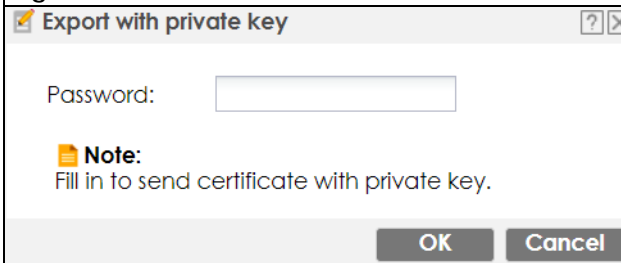 Export with private key
Password:
Note:
Fill in to send certificate with private key.
OK Cancel